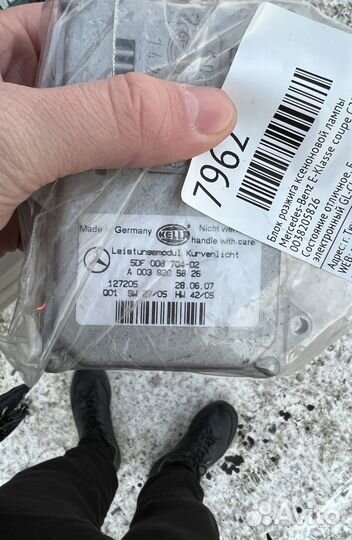 7962
Блок розжига ксеноновой лампы
Mercedes-Benz E-Klasse coupe
0038205826
Состояние отличное,
электронный
WEB:
Адрес: г.
Made in Germany
HELLA
Nicht
handle with care
Leistungsmodul Kurvenlicht
5DF 008 704-02
A 003 820 58 26
127205 28.06.07
Q01 SW 27/05 HW 42/05
Avito